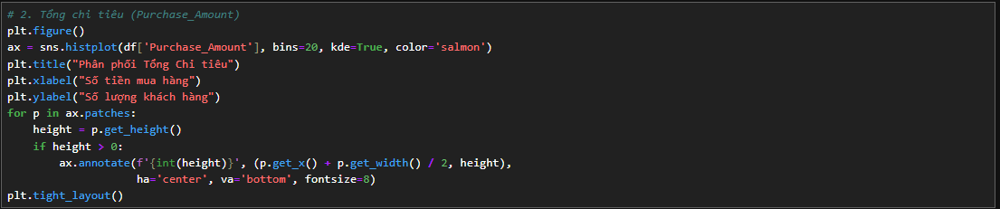 # 2. Tổng chi tiêu (Purchase_Amount)
plt.figure()
ax = sns.histplot(df['Purchase_Amount'], bins=20, kde=True, color='salmon')
plt.title("Phân phối Tổng Chi tiêu")
plt.xlabel("Số tiền mua hàng")
plt.ylabel("Số lượng khách hàng")
for p in ax.patches:
    height = p.get_height()
    if height > 0:
        ax.annotate(f'{int(height)}', (p.get_x() + p.get_width() / 2, height),
                    ha='center', va='bottom', fontsize=8)
plt.tight_layout()